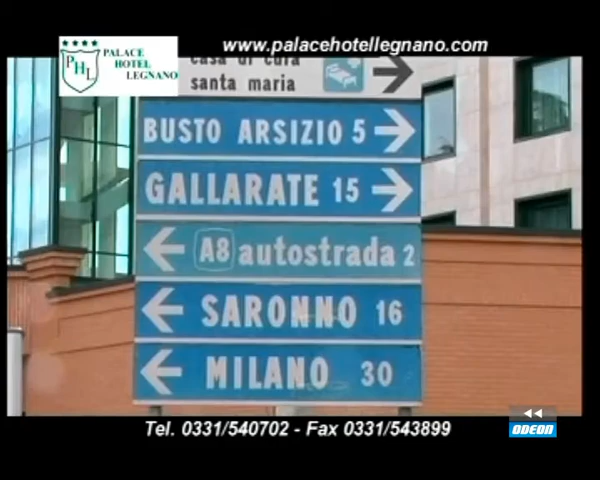 PHL
PALACE
HOTEL
LEGNANO
www.palacehotellegnano.com
casa di cura
santa maria
BUSTO ARSIZIO 5
GALLARATE 15
A8 autostrada 2
SARONNO 16
MILANO 30
ODEON
Tel. 0331/540702 - Fax 0331/543899